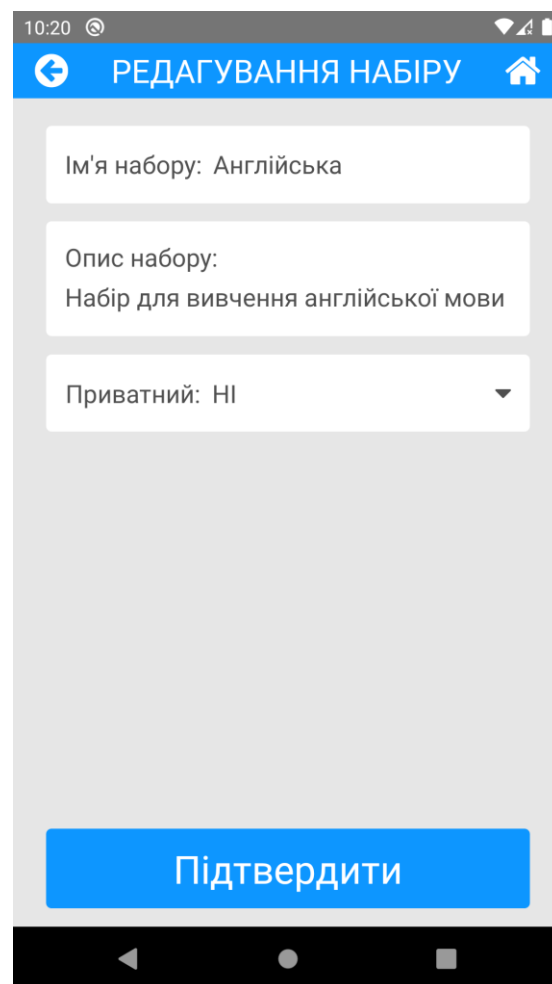 10:20
РЕДАГУВАННЯ НАБІРУ
Ім'я набору: Англійська
Опис набору:
Набір для вивчення англійської мови
Приватний: НІ
Підтвердити